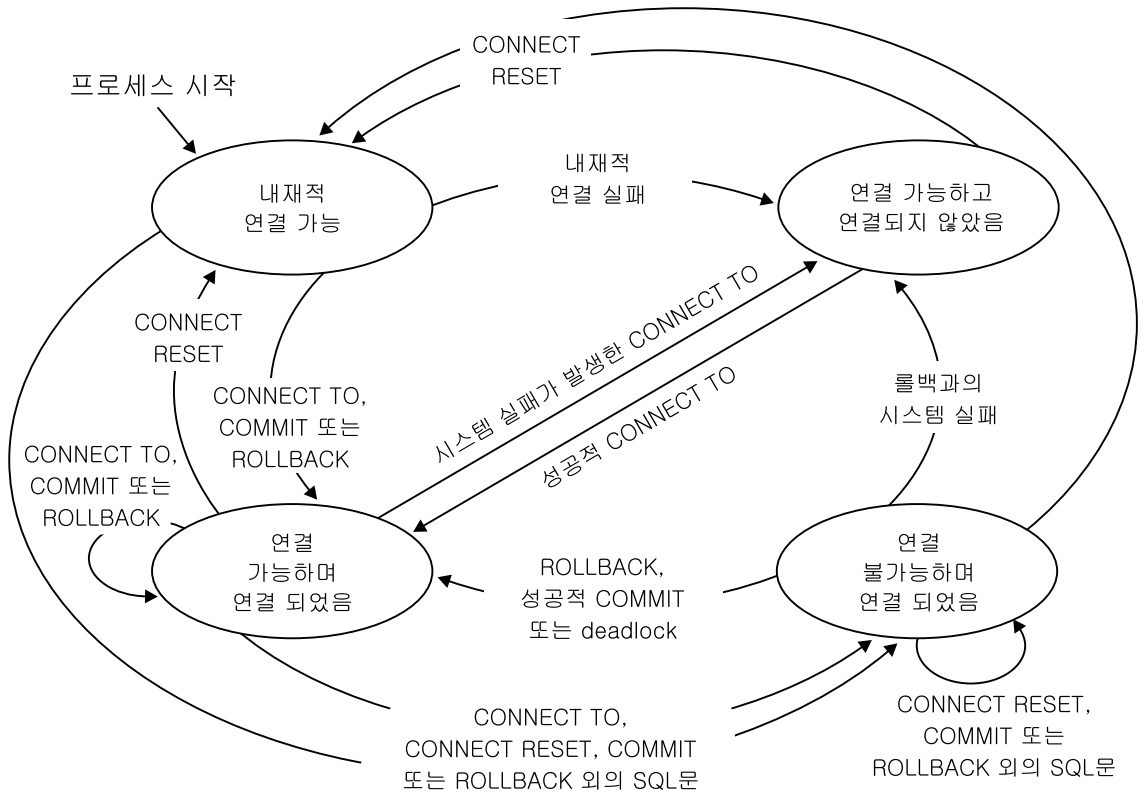 CONNECT
RESET
프로세스 시작
내재적
연결 가능
내재적
연결 실패
연결 가능하고
연결되지 않았음
CONNECT
RESET
시스템 실패가 발생한 CONNECT TO
성공적 CONNECT TO
롤백과의
시스템 실패
CONNECT TO,
COMMIT 또는
ROLLBACK
CONNECT TO,
COMMIT 또는
ROLLBACK
연결
가능하며
연결 되었음
ROLLBACK,
성공적 COMMIT
또는 deadlock
연결
불가능하며
연결 되었음
CONNECT TO,
CONNECT RESET, COMMIT
또는 ROLLBACK 외의 SQL문
CONNECT RESET,
COMMIT 또는
ROLLBACK 외의 SQL문